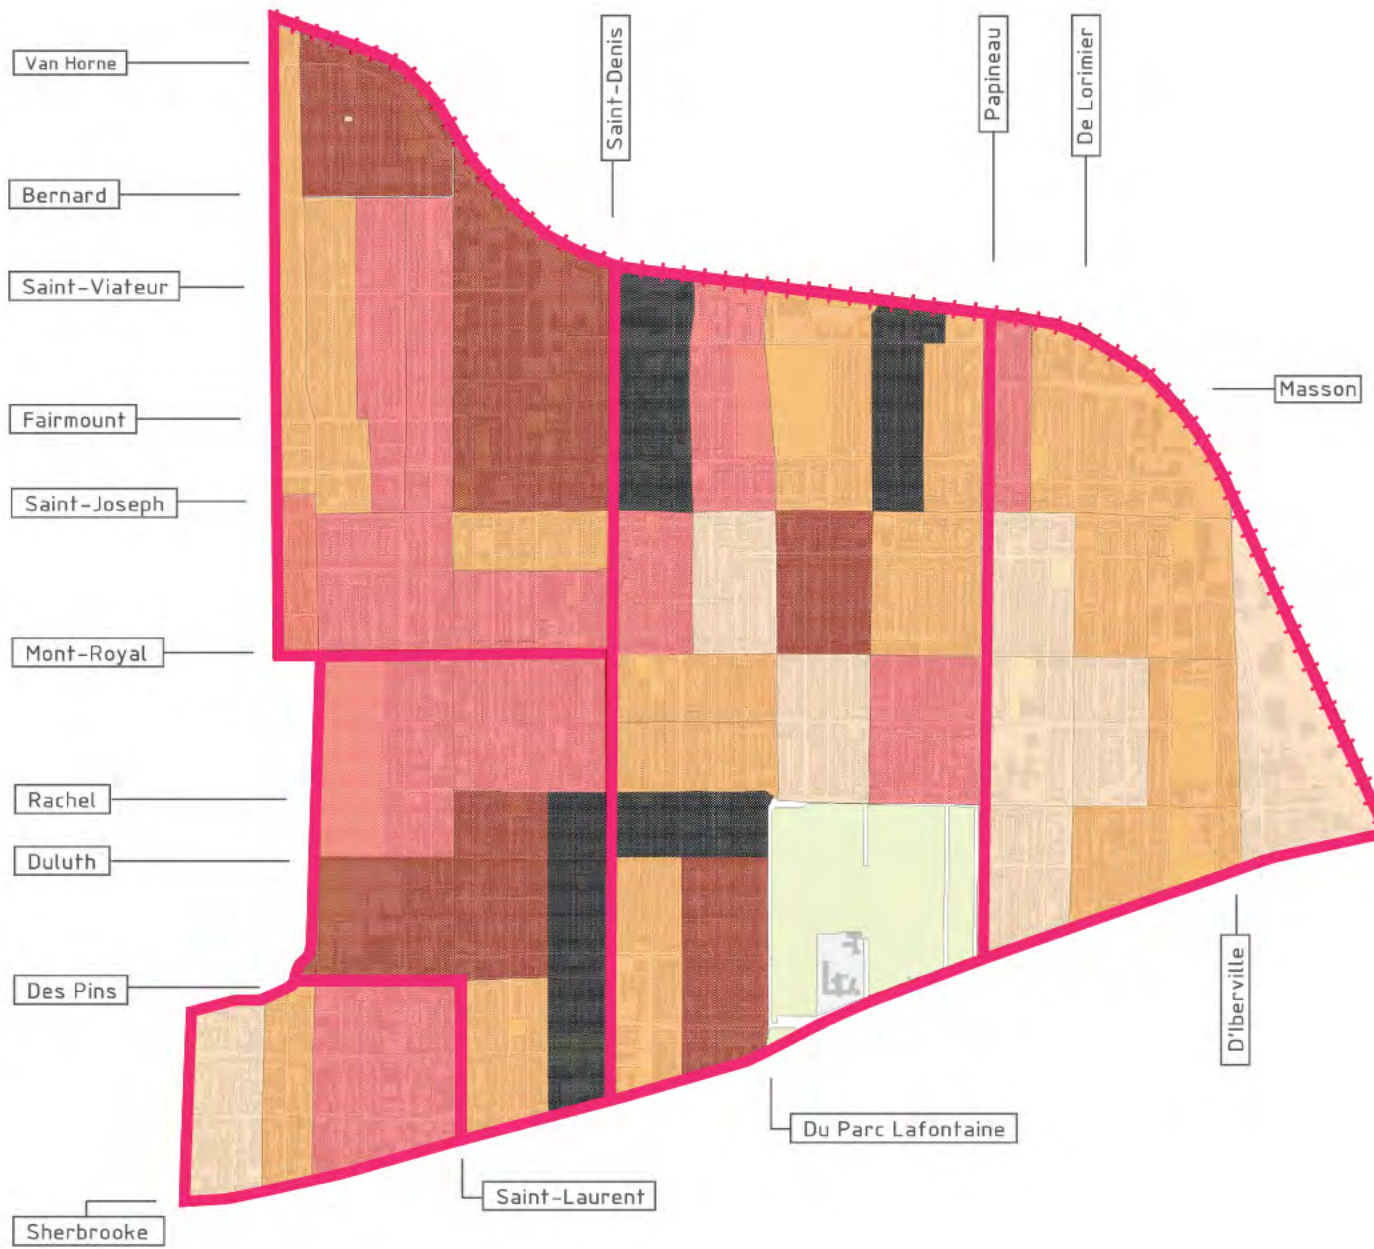 Van Horne
Saint-Denis
Papineau
De Lorimier
Bernard
Saint-Viateur
Masson
Fairmount
Saint-Joseph
Mont-Royal
Rachel
Duluth
Des Pins
D'Iberville
Du Parc Lafontaine
Saint-Laurent
Sherbrooke